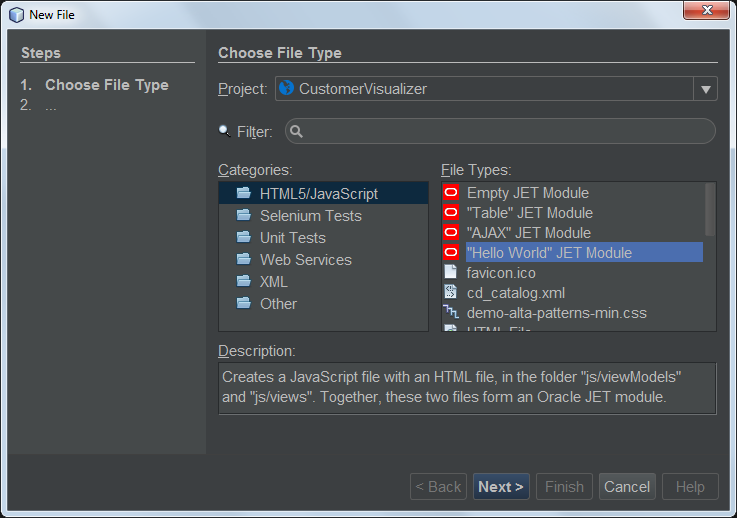 New File
Steps
1. Choose File Type
2. ...
Choose File Type
Project: CustomerVisualizer
Filter:
Categories:
HTML5/JavaScript
Selenium Tests
Unit Tests
Web Services
XML
Other
File Types:
Empty JET Module
"Table" JET Module
"AJAX" JET Module
"Hello World" JET Module
favicon.ico
cd_catalog.xml
demo-alta-patterns-min.css
HTML File
Description:
Creates a JavaScript file with an HTML file, in the folder "js/viewModels"
and "js/views". Together, these two files form an Oracle JET module.
< Back Next > Finish Cancel Help